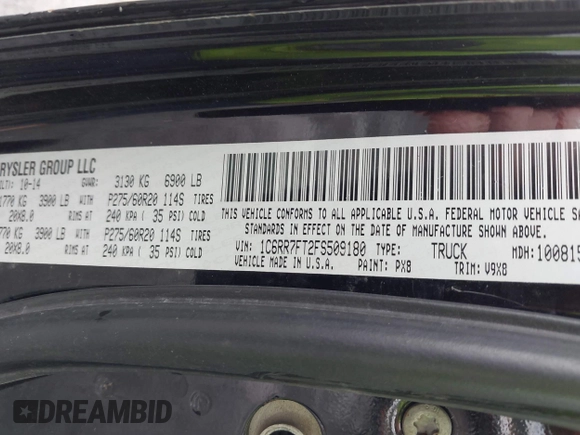 RYSLER GROUP LLC
10-14 GVWR: 3130 KG 6900 LB
1770 KG 3900 LB WITH P275/60R20 114S TIRES
20X8.0 RIMS AT 240 KPA ( 35 PSI) COLD
770 KG 3900 LB WITH P275/60R20 114S TIRES
20X8.0 RIMS AT 240 KPA ( 35 PSI) COLD
THIS VEHICLE CONFORMS TO ALL APPLICABLE U.S.A. FEDERAL MOTOR VEHICLE SA
STANDARDS IN EFFECT ON THE DATE OF MANUFACTURE SHOWN ABOVE.
VIN: 1C6RR7FT2FS509180 TYPE: TRUCK MDH: 100815
VEHICLE MADE IN U.S.A. PAINT: PX8 TRIM: V9X8
DREAMBID